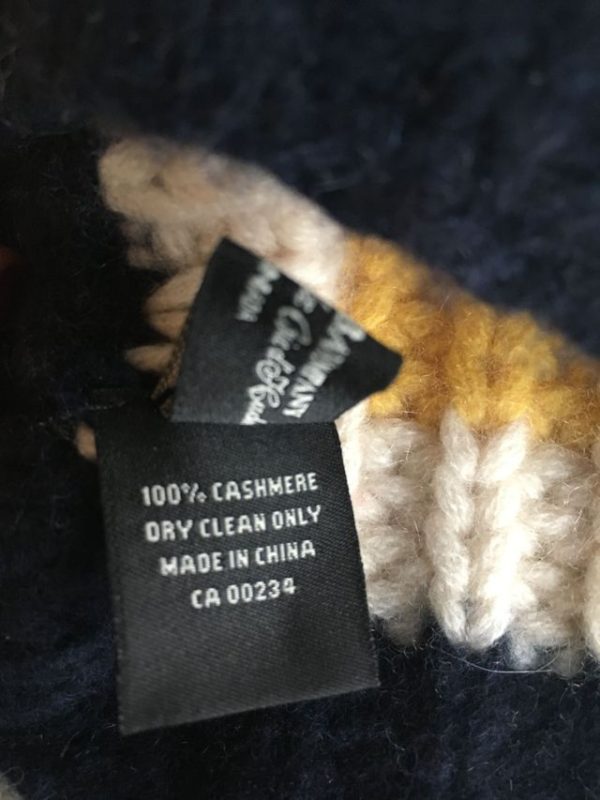 100% CASHMERE
DRY CLEAN ONLY
MADE IN CHINA
CA 00234